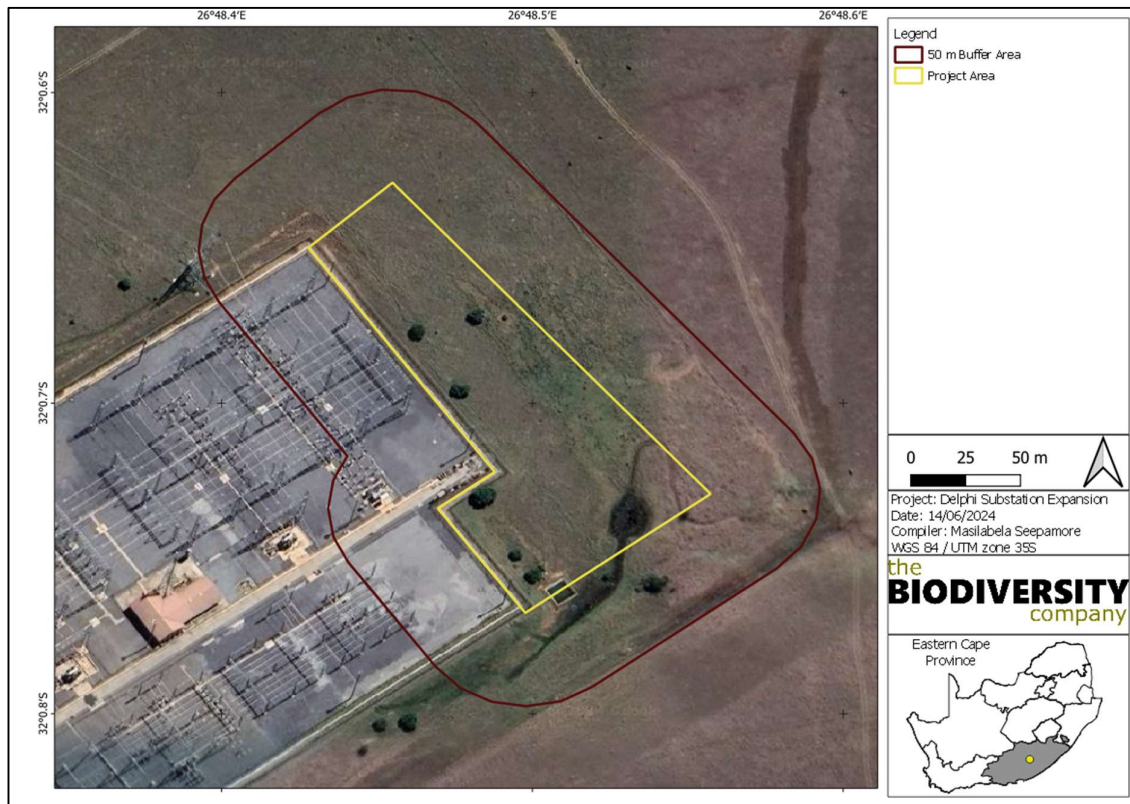 26°48.4'E
26°48.5'E
26°48.6'E
32°0.6'S
32°0.7'S
32°0.8'S
Legend
50 m Buffer Area
Project Area
0 25 50 m
Project: Delphi Substation Expansion
Date: 14/06/2024
Compiler: Masilabela Seepamore
WGS 84 / UTM zone 35S
the
BIODIVERSITY
company
Eastern Cape
Province